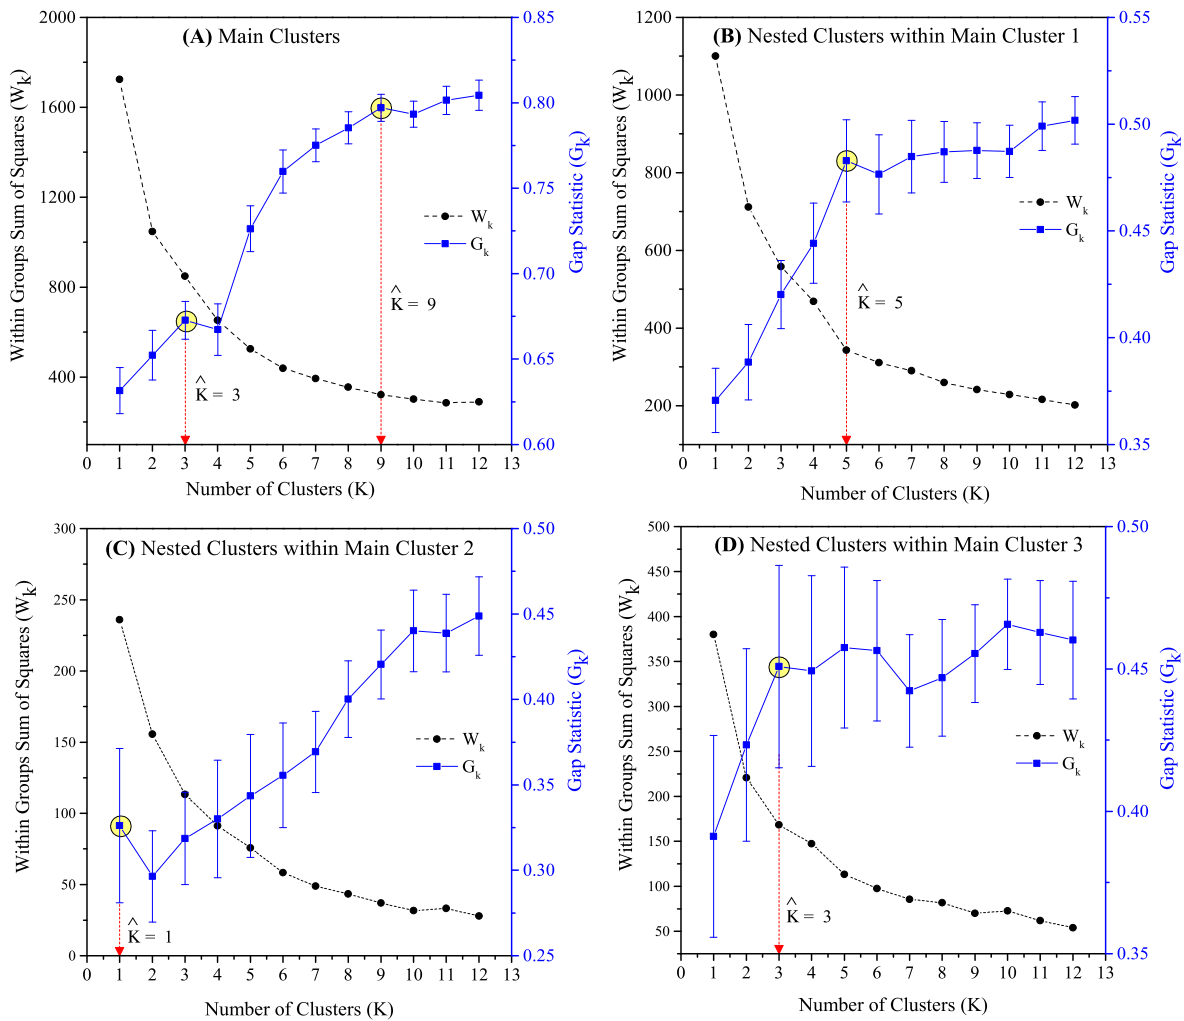 (A) Main Clusters
Within Groups Sum of Squares (Wk)
2000
1600
1200
800
400
0.85
0.80
0.75
0.70
0.65
0.60
Gap Statistic (Gk)
Wk
Gk
^
K = 9
^
K = 3
0 1 2 3 4 5 6 7 8 9 10 11 12 13
Number of Clusters (K)
(B) Nested Clusters within Main Cluster 1
Within Groups Sum of Squares (Wk)
1200
1000
800
600
400
200
0.55
0.50
0.45
0.40
0.35
Gap Statistic (Gk)
Wk
Gk
^
K = 5
0 1 2 3 4 5 6 7 8 9 10 11 12 13
Number of Clusters (K)
(C) Nested Clusters within Main Cluster 2
Within Groups Sum of Squares (Wk)
300
250
200
150
100
50
0
0.50
0.45
0.40
0.35
0.30
0.25
Gap Statistic (Gk)
Wk
Gk
^
K = 1
0 1 2 3 4 5 6 7 8 9 10 11 12 13
Number of Clusters (K)
(D) Nested Clusters within Main Cluster 3
Within Groups Sum of Squares (Wk)
500
450
400
350
300
250
200
150
100
50
0.50
0.45
0.40
0.35
Gap Statistic (Gk)
Wk
Gk
^
K = 3
0 1 2 3 4 5 6 7 8 9 10 11 12 13
Number of Clusters (K)